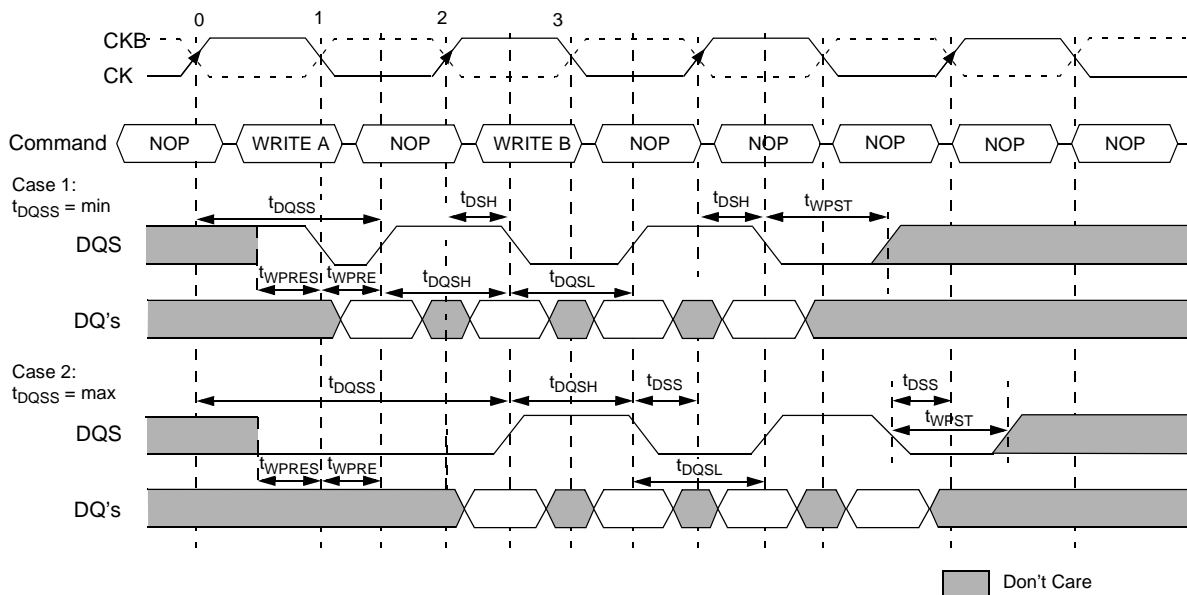 0 1 2 3
CKB
CK
Command NOP WRITE A NOP WRITE B NOP NOP NOP NOP NOP
Case 1:
tDQSS = min
tDQSS tDSH tDSH tWPST
DQS
tWPRES tWPRE tDQSH tDQSL
DQ's
Case 2:
tDQSS = max
tDQSS tDQSH tDSS tDSS
tWPST
DQS
tWPRES tWPRE tDQSL
DQ's
Don't Care